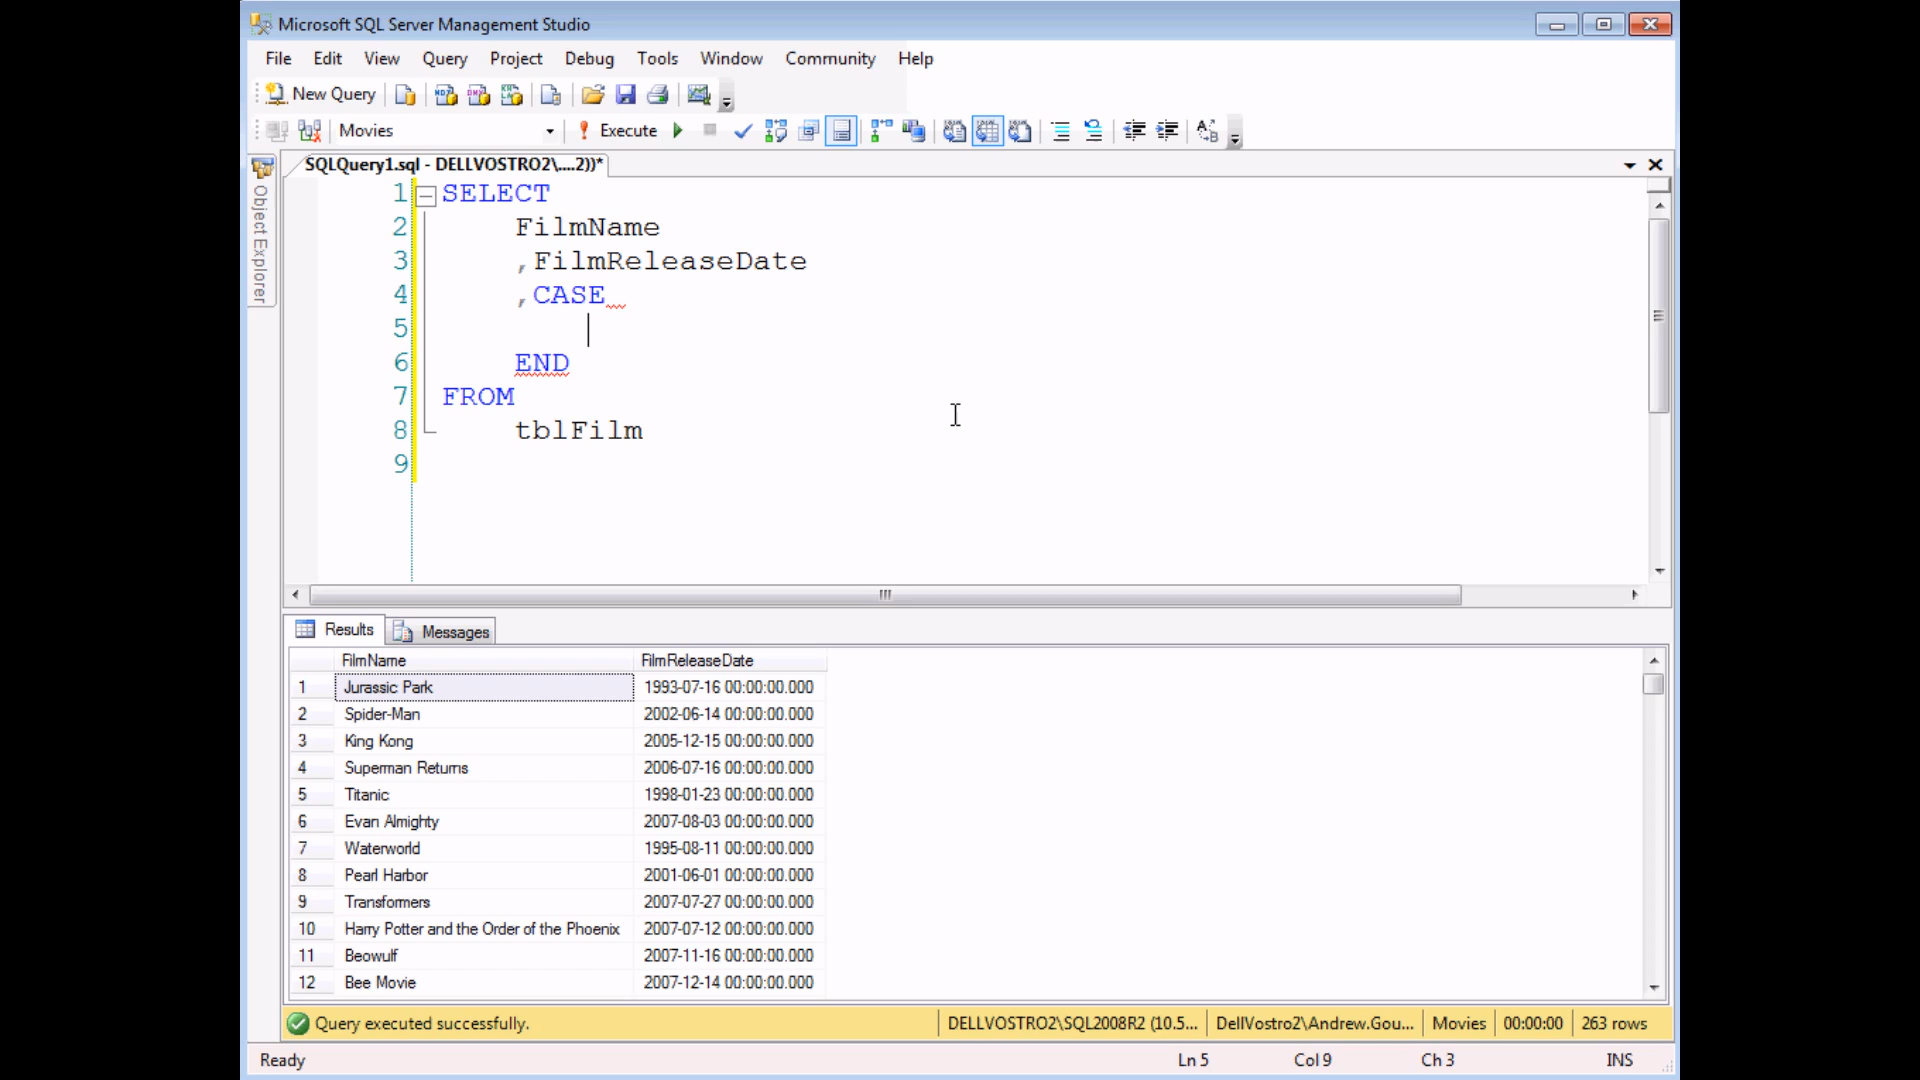 Microsoft SQL Server Management Studio
File Edit View Query Project Debug Tools Window Community Help
New Query
Movies Execute
SQLQuery1.sql - DELLVOSTRO2\....2))*
Object Explorer
1 SELECT
2 FilmName
3 ,FilmReleaseDate
4 ,CASE
5
6 END
7 FROM
8 tblFilm
9
Results Messages
FilmName FilmReleaseDate
1 Jurassic Park 1993-07-16 00:00:00.000
2 Spider-Man 2002-06-14 00:00:00.000
3 King Kong 2005-12-15 00:00:00.000
4 Superman Returns 2006-07-16 00:00:00.000
5 Titanic 1998-01-23 00:00:00.000
6 Evan Almighty 2007-08-03 00:00:00.000
7 Waterworld 1995-08-11 00:00:00.000
8 Pearl Harbor 2001-06-01 00:00:00.000
9 Transformers 2007-07-27 00:00:00.000
10 Harry Potter and the Order of the Phoenix 2007-07-12 00:00:00.000
11 Beowulf 2007-11-16 00:00:00.000
12 Bee Movie 2007-12-14 00:00:00.000
Query executed successfully. DELLVOSTRO2\SQL2008R2 (10.5... DellVostro2\Andrew.Gou... Movies 00:00:00 263 rows
Ready Ln 5 Col 9 Ch 3 INS